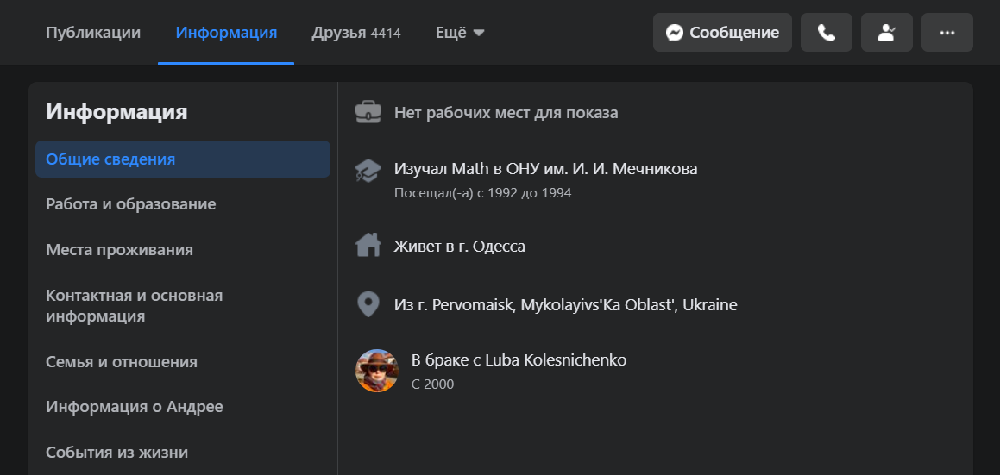 Публикации
Информация
Друзья 4414
Ещё
Сообщение
Информация
Общие сведения
Работа и образование
Места проживания
Контактная и основная
информация
Семья и отношения
Информация о Андрее
События из жизни
Нет рабочих мест для показа
Изучал Math в ОНУ им. И. И. Мечникова
Посещал(-а) с 1992 до 1994
Живет в г. Одесса
Из г. Pervomaisk, Mykolayivs'Ka Oblast', Ukraine
В браке с Luba Kolesnichenko
С 2000